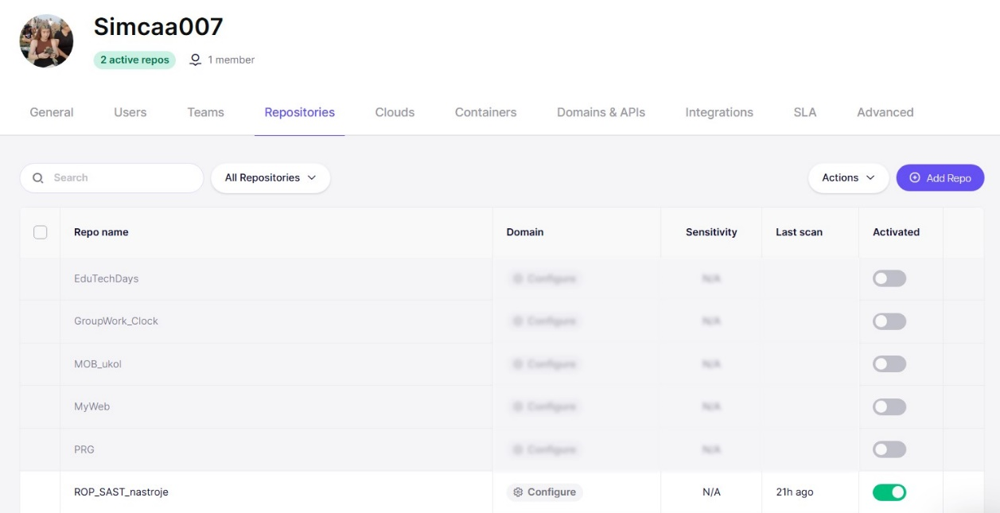 Simcaa007
2 active repos 1 member
General Users Teams Repositories Clouds Containers Domains & APIs Integrations SLA Advanced
Search All Repositories Actions Add Repo
Repo name Domain Sensitivity Last scan Activated
EduTechDays Configure N/A
GroupWork_Clock Configure N/A
MOB_ukol Configure N/A
MyWeb Configure N/A
PRG Configure N/A
ROP_SAST_nastroje Configure N/A 21h ago